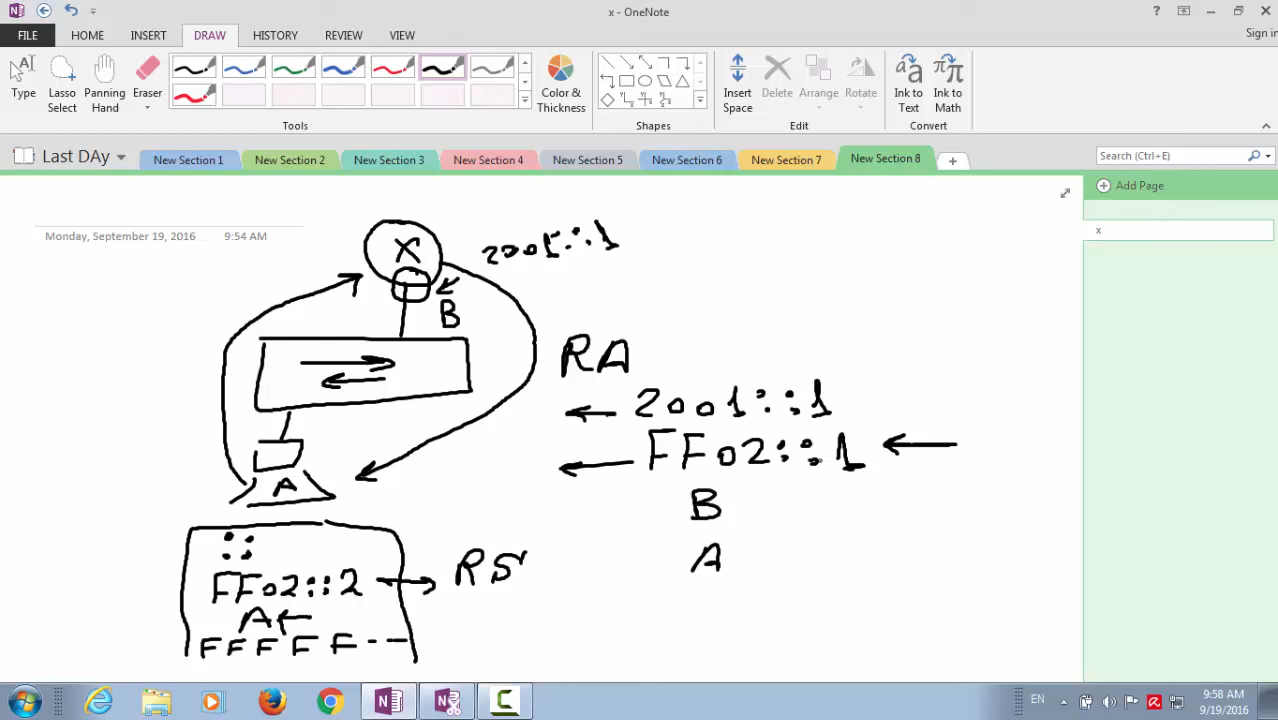 x - OneNote
? 
Sign in
FILE HOME INSERT DRAW HISTORY REVIEW VIEW
Type
Lasso Select
Panning Hand
Eraser
Color & Thickness
Insert Space
Delete
Arrange
Rotate
Ink to Text
Ink to Math
Tools
Shapes
Edit
Convert
Last DAy
New Section 1
New Section 2
New Section 3
New Section 4
New Section 5
New Section 6
New Section 7
New Section 8
Search (Ctrl+E)
Add Page
x
Monday, September 19, 2016 9:54 AM
X
2001::1
B
RA
2001::1
FF02::1
B
A
A
::
FF02::2
RS
A
FFFFF--
EN
9:58 AM
9/19/2016